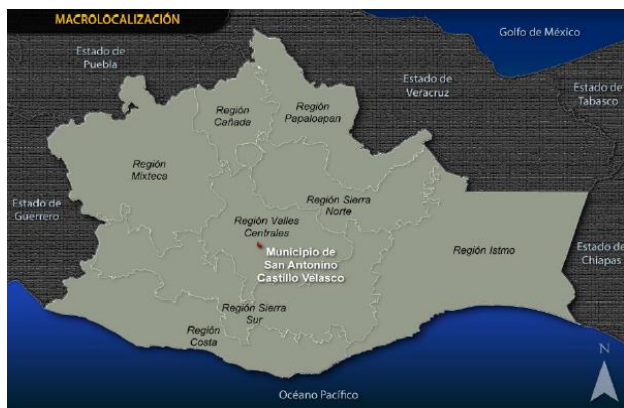 MACROLOCALIZACIÓN
Golfo de México
Estado de
Puebla
Estado de
Veracruz
Estado de
Tabasco
Región
Cañada
Región
Papaloapan
Región
Mixteca
Estado de
Guerrero
Región Sierra
Norte
Región Valles
Centrales
Municipio de
San Antonino
Castillo Velasco
Región Istmo
Estado de
Chiapas
Región Sierra
Sur
Región
Costa
N
Océano Pacífico